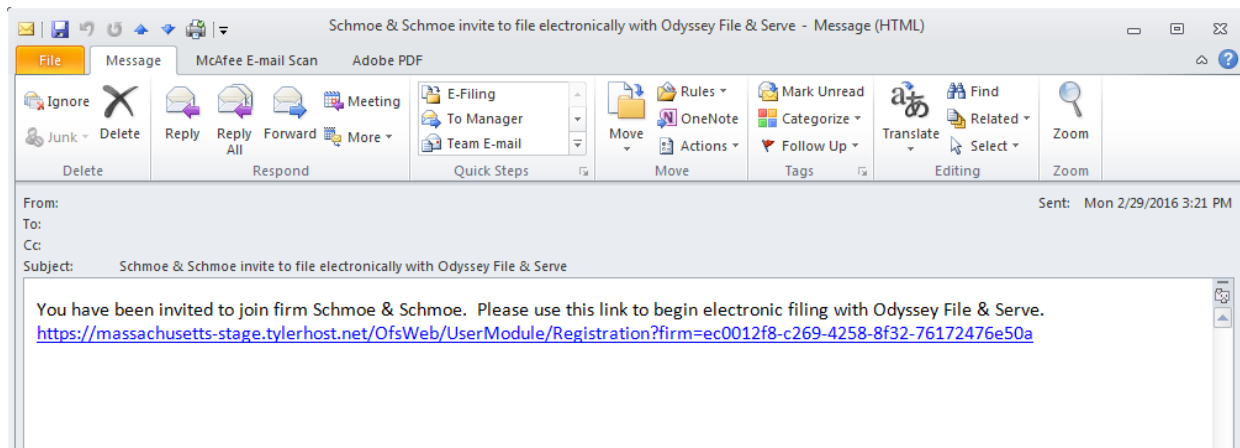 Schmoe & Schmoe invite to file electronically with Odyssey File & Serve - Message (HTML)
File Message McAfee E-mail Scan Adobe PDF
Ignore
Junk
Delete
Delete
Reply
Reply All
Forward
Meeting
More
Respond
E-Filing
To Manager
Team E-mail
Quick Steps
Move
Rules
OneNote
Actions
Move
Mark Unread
Categorize
Follow Up
Tags
Translate
Find
Related
Select
Editing
Zoom
Zoom
From:
Sent: Mon 2/29/2016 3:21 PM
To:
Cc:
Subject: Schmoe & Schmoe invite to file electronically with Odyssey File & Serve
You have been invited to join firm Schmoe & Schmoe. Please use this link to begin electronic filing with Odyssey File & Serve.
https://massachusetts-stage.tylerhost.net/OfsWeb/UserModule/Registration?firm=ec0012f8-c269-4258-8f32-76172476e50a